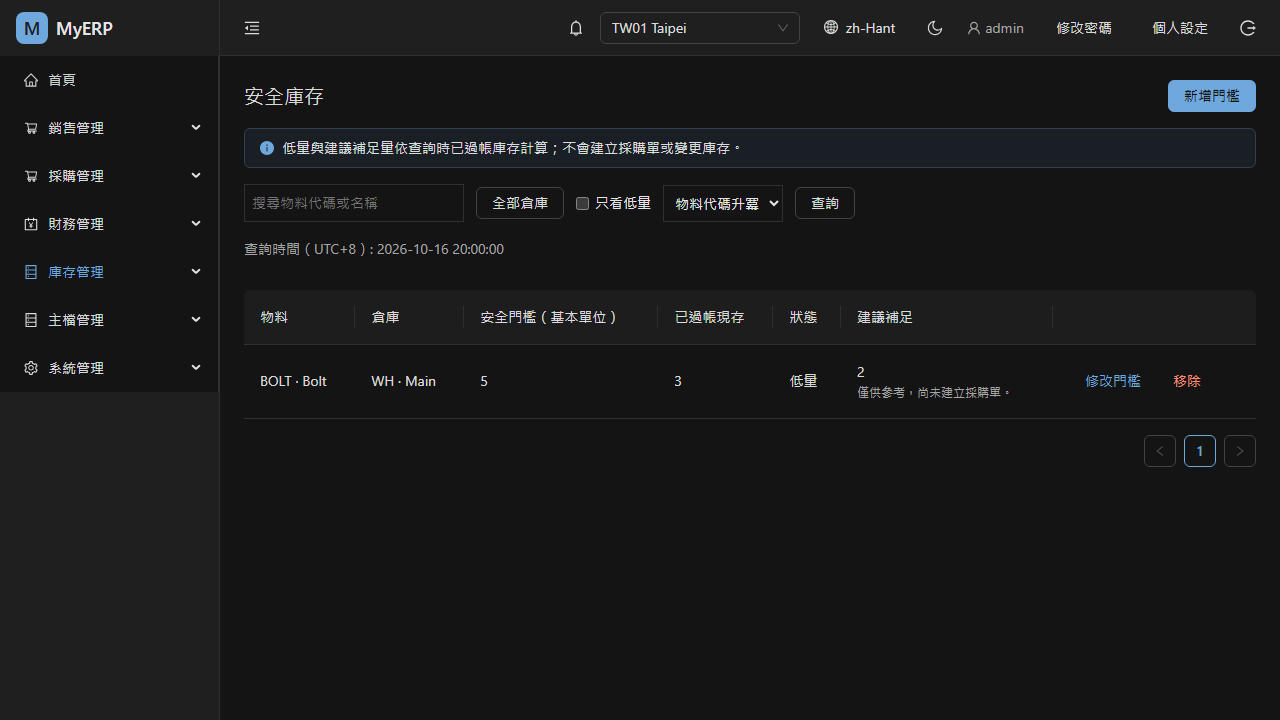 M MyERP
TW01 Taipei
zh-Hant
admin
修改密碼
個人設定
首頁
銷售管理
採購管理
財務管理
庫存管理
主檔管理
系統管理
安全庫存
新增門檻
低量與建議補足量依查詢時已過帳庫存計算；不會建立採購單或變更庫存。
搜尋物料代碼或名稱
全部倉庫
只看低量
物料代碼升冪
查詢
查詢時間（UTC+8）: 2026-10-16 20:00:00
物料 倉庫 安全門檻（基本單位） 已過帳現存 狀態 建議補足
BOLT · Bolt WH · Main 5 3 低量 2
僅供參考，尚未建立採購單。
修改門檻 移除
1